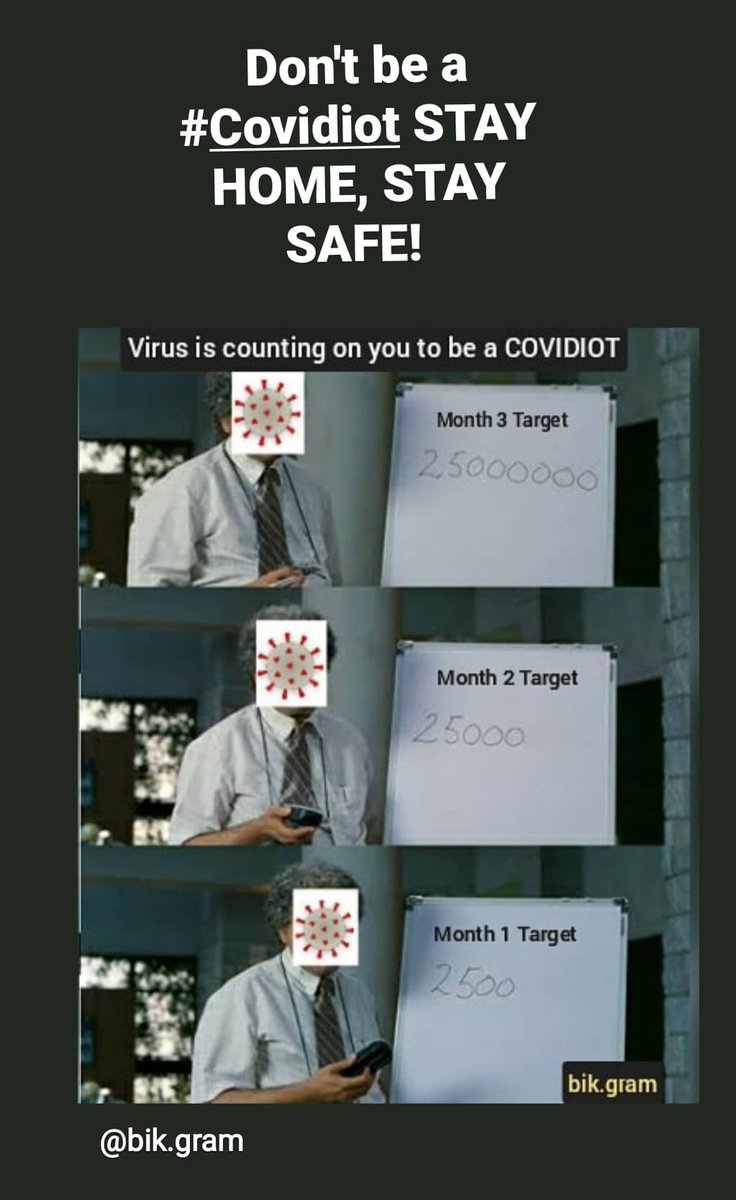 Don't be a
#Covidiot STAY
HOME, STAY
SAFE!
Virus is counting on you to be a COVIDIOT
Month 3 Target
25000000
Month 2 Target
25000
Month 1 Target
2500
bik.gram
@bik.gram